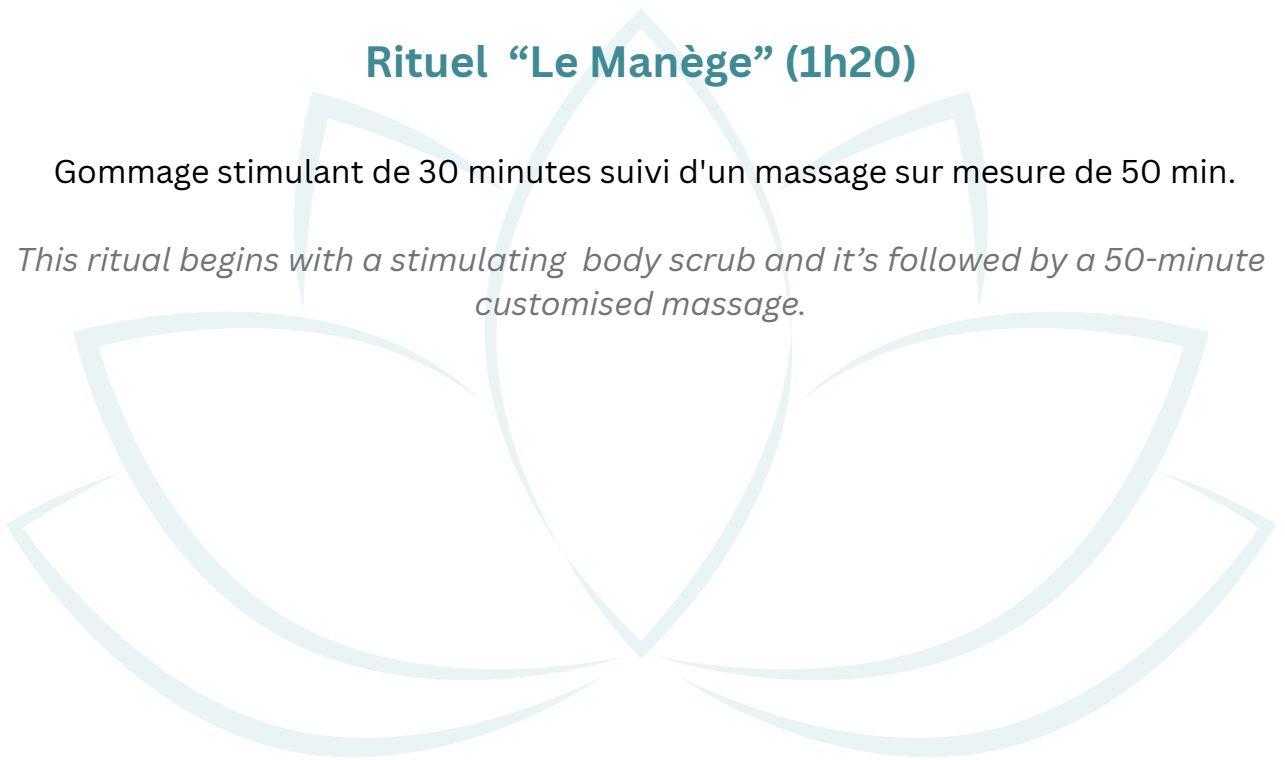 Rituel “Le Manège” (1h20)
Gommage stimulant de 30 minutes suivi d'un massage sur mesure de 50 min.
This ritual begins with a stimulating body scrub and it’s followed by a 50-minute
customised massage.